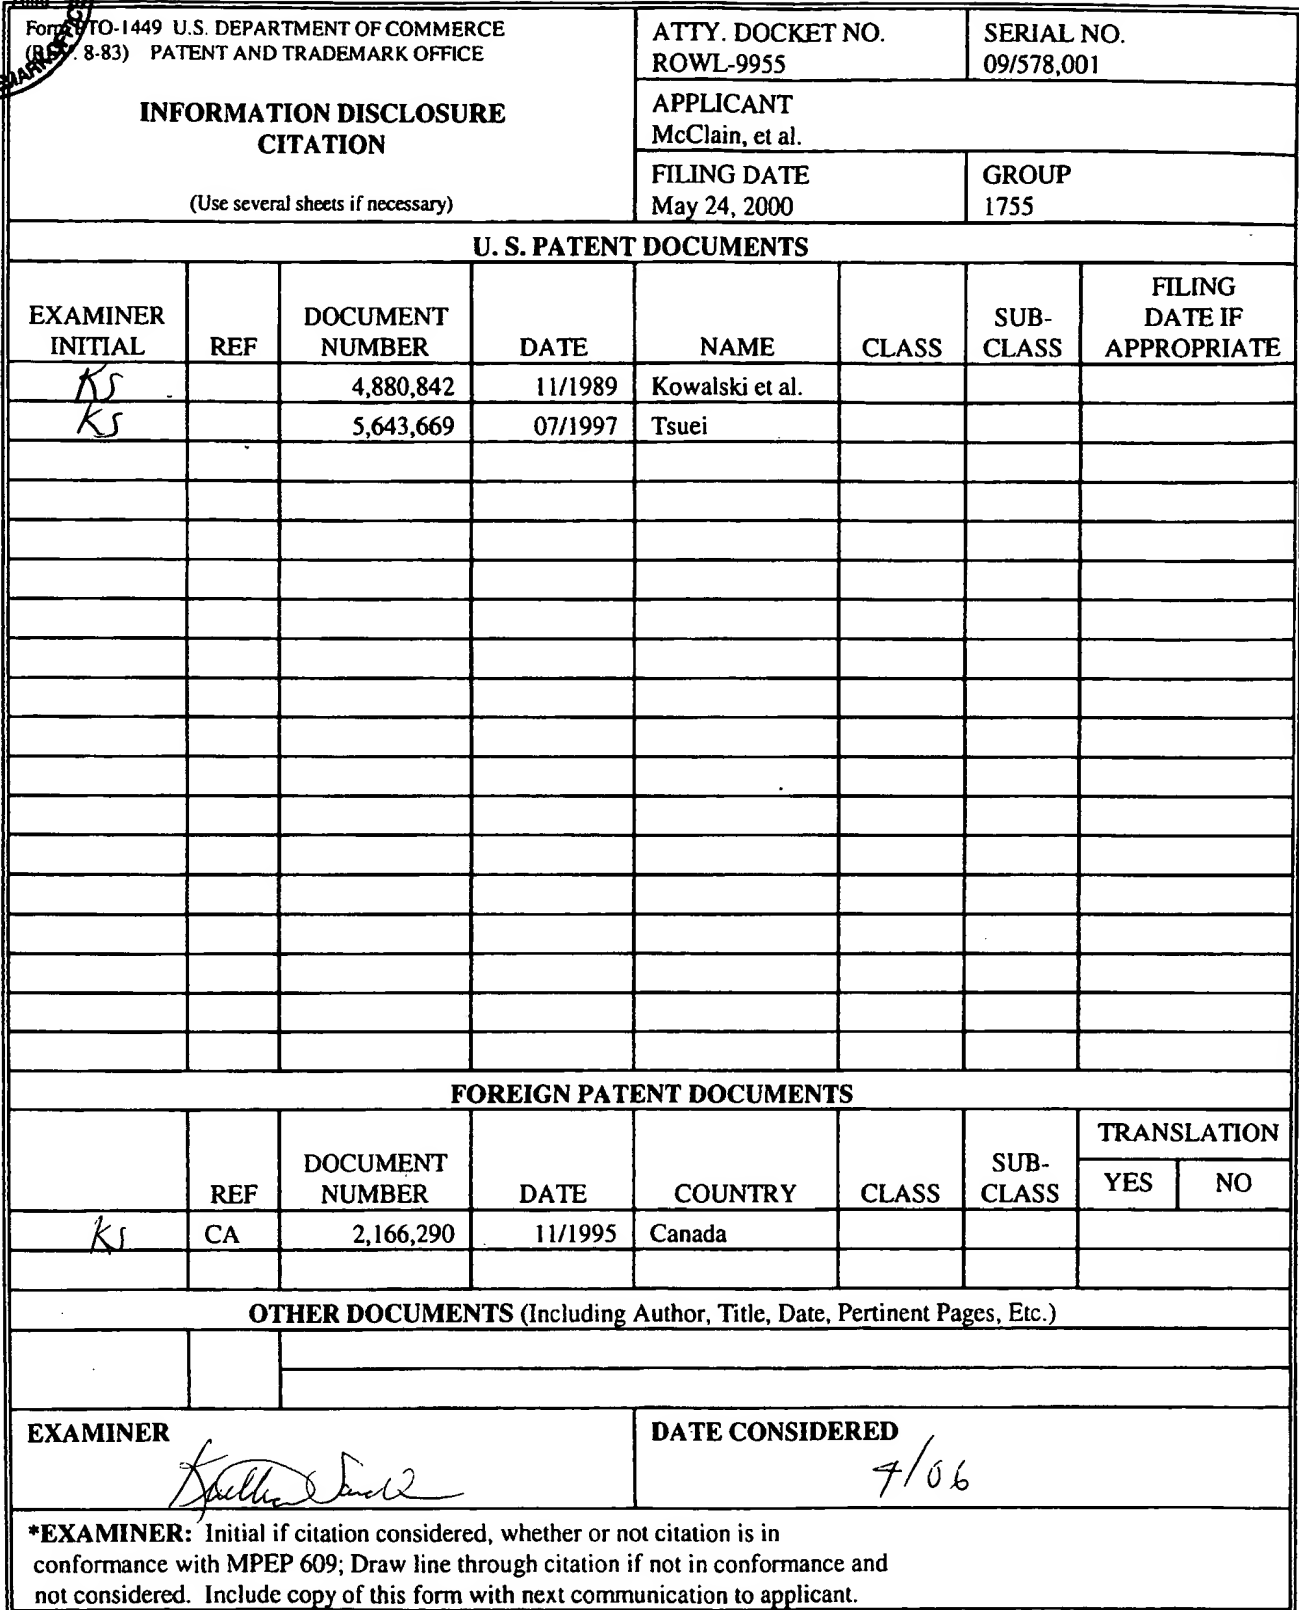 Form PTO-1449 U.S. DEPARTMENT OF COMMERCE
8-83) PATENT AND TRADEMARK OFFICE
INFORMATION DISCLOSURE
CITATION
(Use several sheets if necessary)
ATTY. DOCKET NO.
ROWL-9955
SERIAL NO.
09/578,001
APPLICANT
McClain, et al.
FILING DATE
May 24, 2000
GROUP
1755
U. S. PATENT DOCUMENTS
EXAMINER INITIAL REF DOCUMENT NUMBER DATE NAME CLASS SUB-CLASS FILING DATE IF APPROPRIATE
KS 4,880,842 11/1989 Kowalski et al.
KS 5,643,669 07/1997 Tsuei
FOREIGN PATENT DOCUMENTS
REF DOCUMENT NUMBER DATE COUNTRY CLASS SUB-CLASS TRANSLATION YES NO
KS CA 2,166,290 11/1995 Canada
OTHER DOCUMENTS (Including Author, Title, Date, Pertinent Pages, Etc.)
EXAMINER
DATE CONSIDERED
/06
*EXAMINER: Initial if citation considered, whether or not citation is in
conformance with MPEP 609; Draw line through citation if not in conformance and
not considered. Include copy of this form with next communication to applicant.